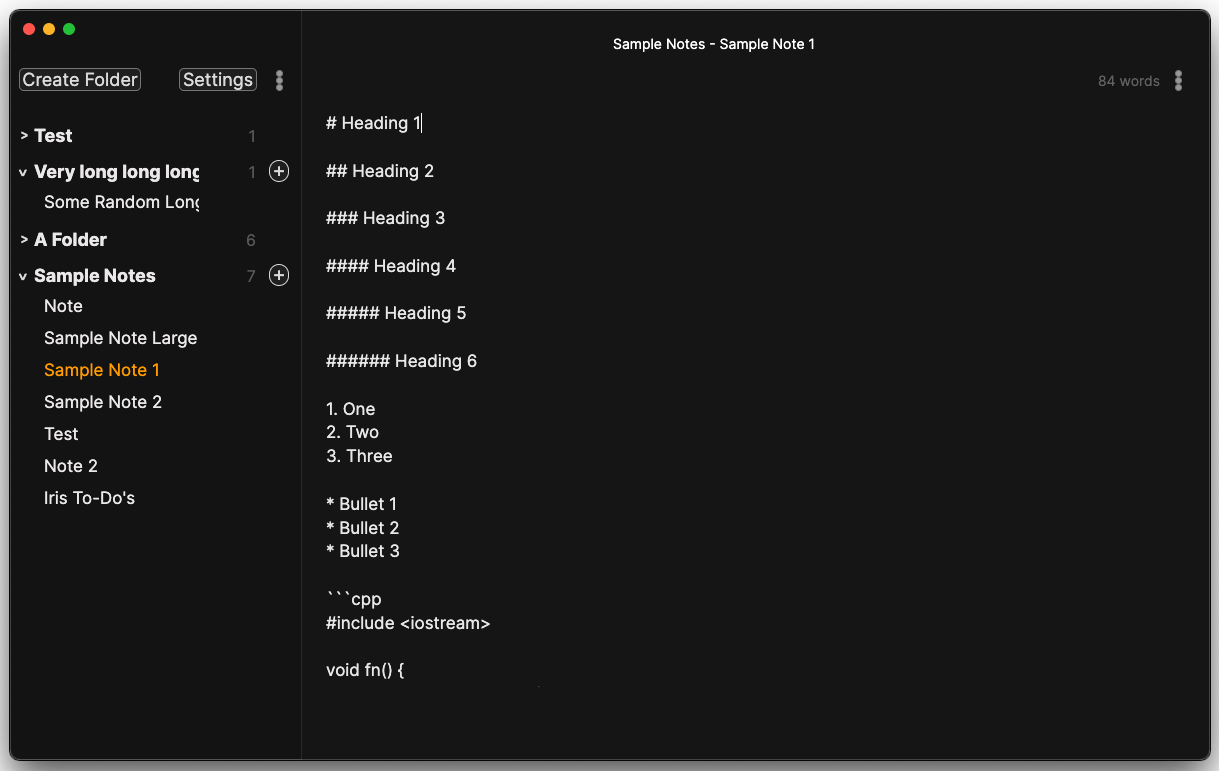 Sample Notes - Sample Note 1
Create Folder
Settings
84 words
> Test 1
v Very long long long 1
Some Random Long
> A Folder 6
v Sample Notes 7
Note
Sample Note Large
Sample Note 1
Sample Note 2
Test
Note 2
Iris To-Do's
# Heading 1
## Heading 2
### Heading 3
#### Heading 4
##### Heading 5
###### Heading 6
1. One
2. Two
3. Three
* Bullet 1
* Bullet 2
* Bullet 3
```cpp
#include <iostream>
void fn() {